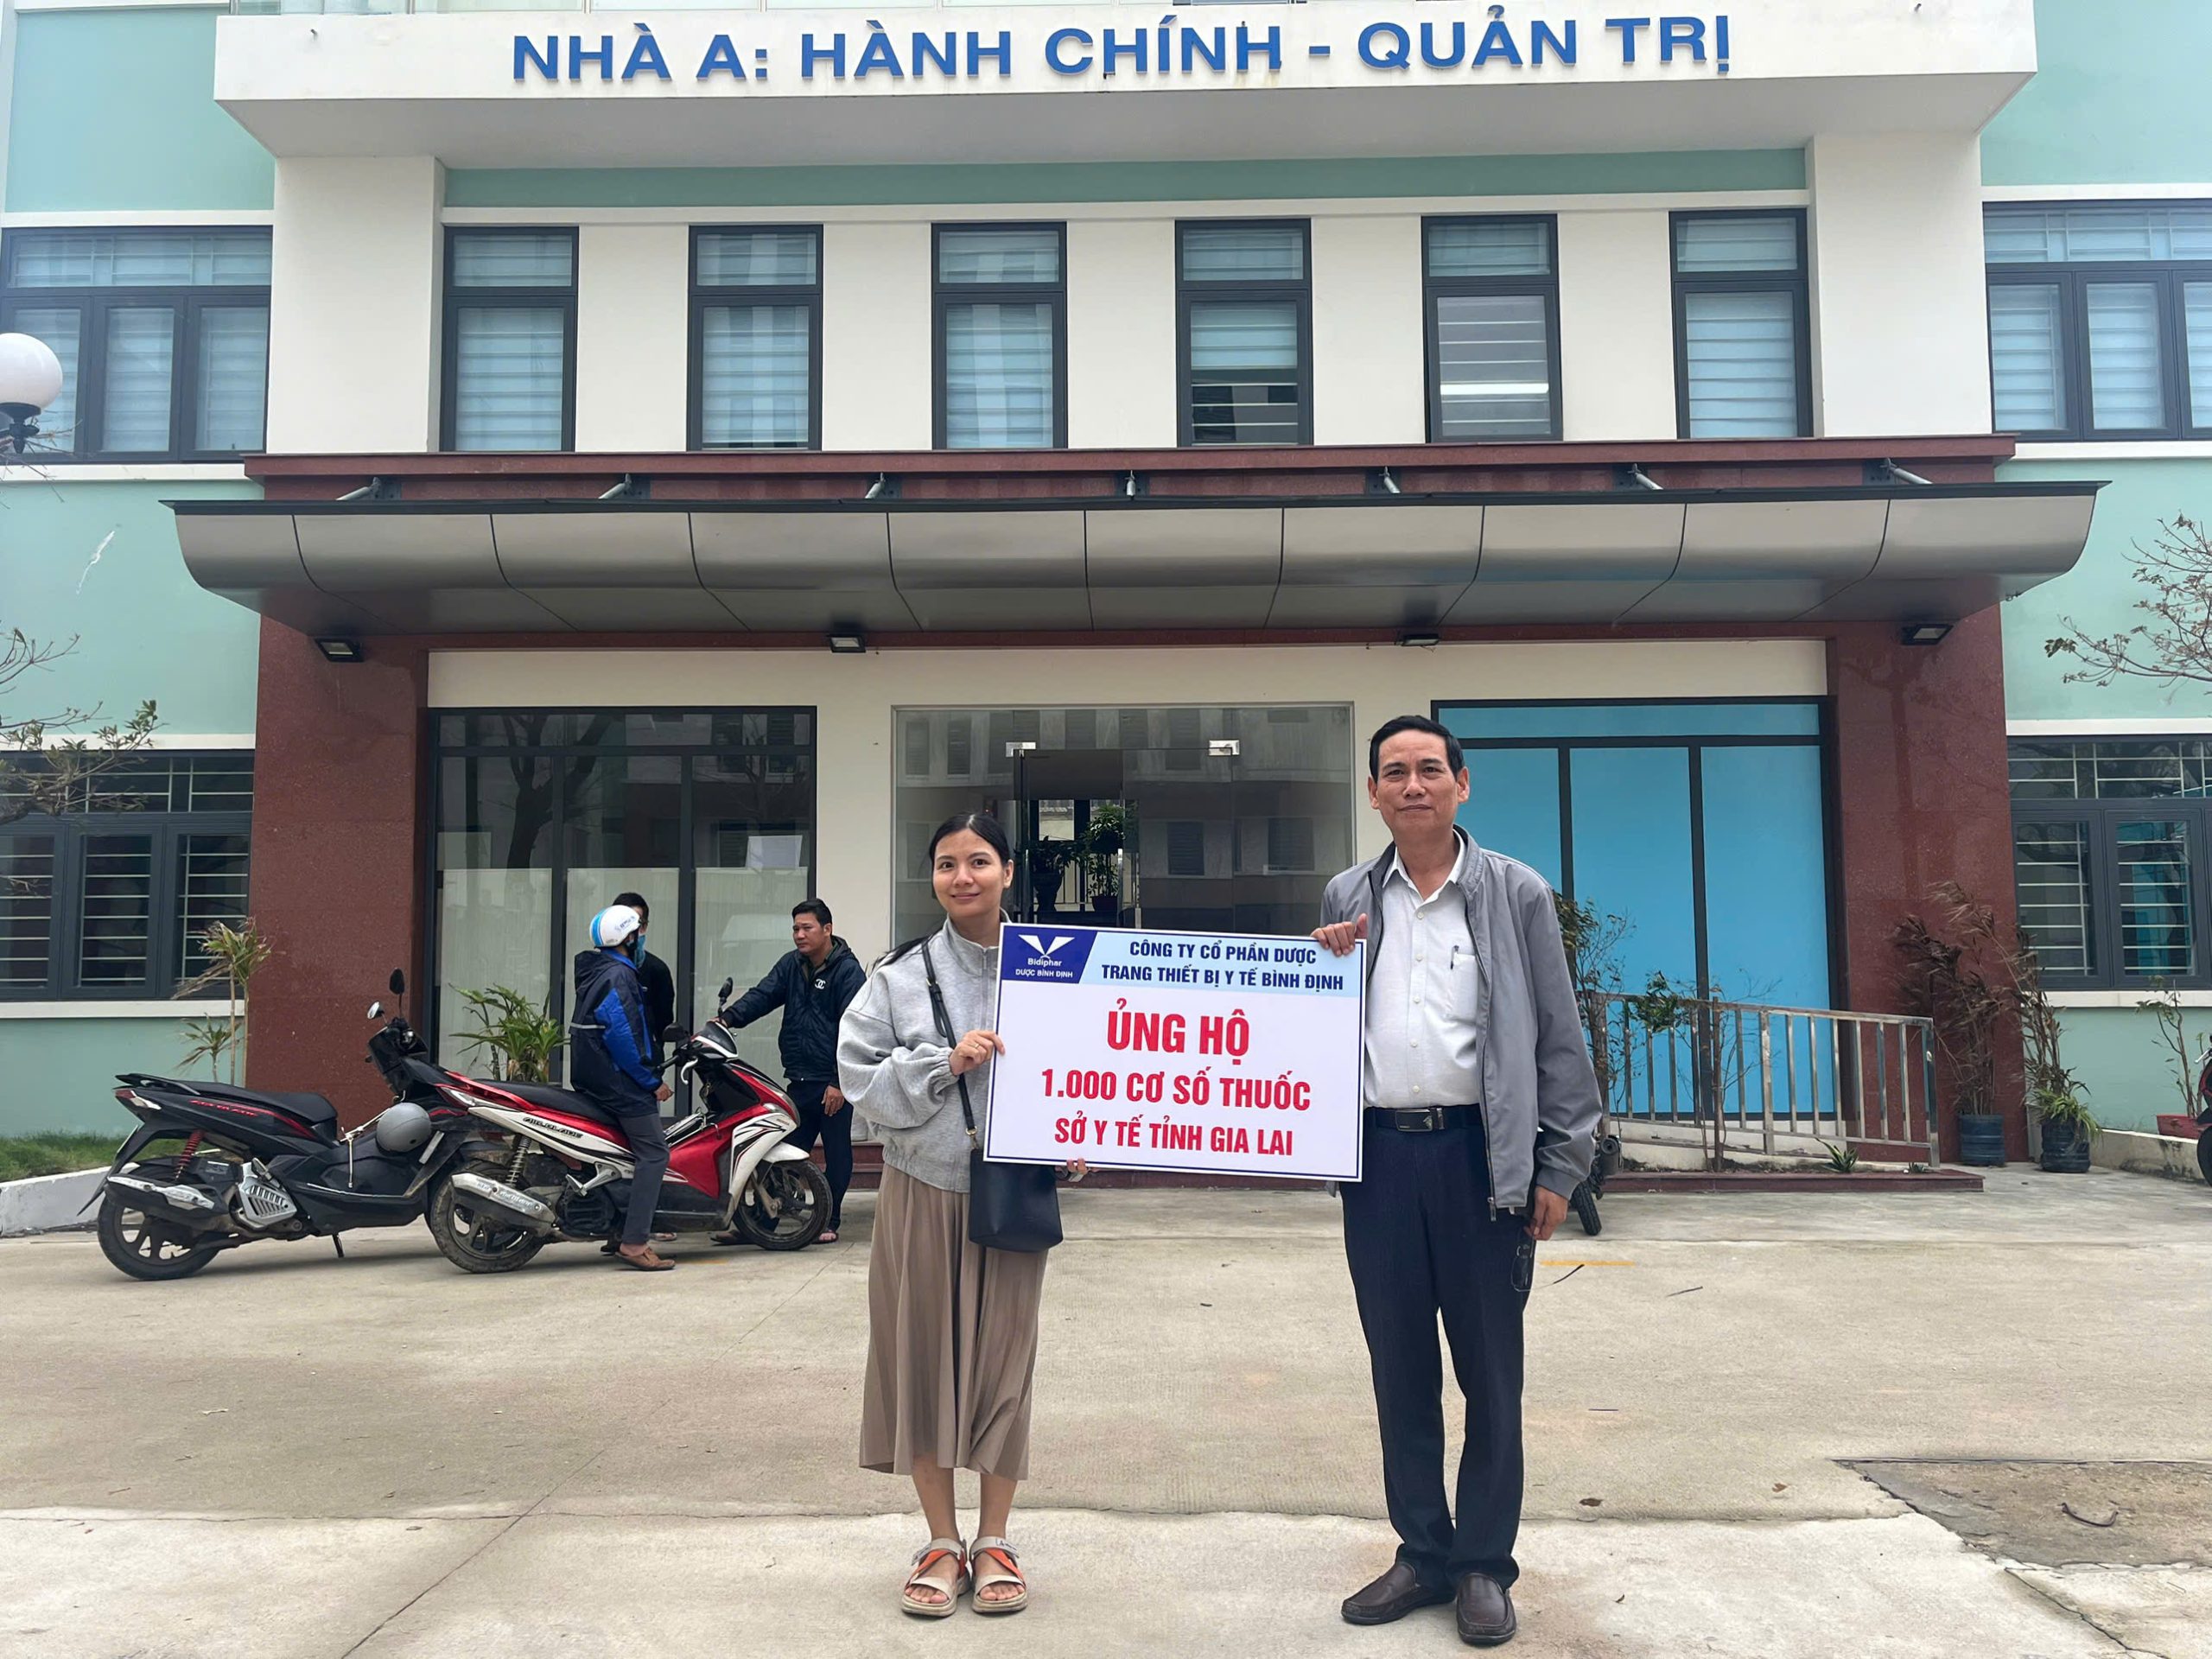 NHÀ A: HÀNH CHÍNH - QUẢN TRỊ
Bidiphar
DƯỢC BÌNH ĐỊNH
CÔNG TY CỔ PHẦN DƯỢC
TRANG THIẾT BỊ Y TẾ BÌNH ĐỊNH
ỦNG HỘ
1.000 CƠ SỐ THUỐC
SỞ Y TẾ TỈNH GIA LAI
AIRBLADE